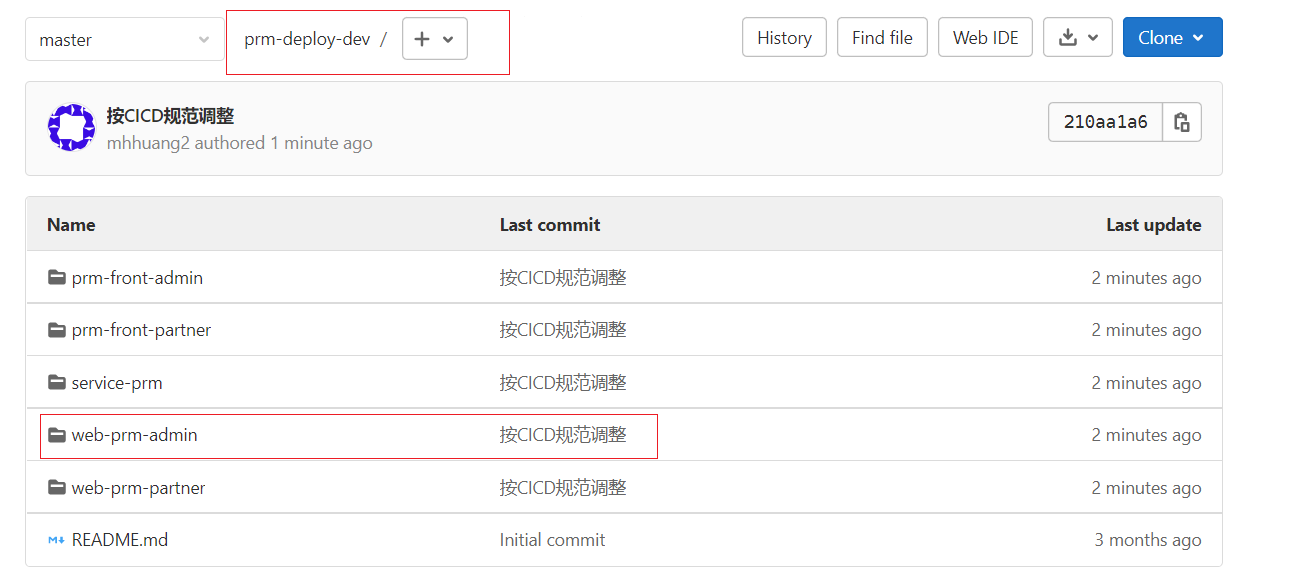 master prm-deploy-dev / History Find file Web IDE Clone
按CICD规范调整
mhhuang2 authored 1 minute ago 210aa1a6
Name Last commit Last update
prm-front-admin 按CICD规范调整 2 minutes ago
prm-front-partner 按CICD规范调整 2 minutes ago
service-prm 按CICD规范调整 2 minutes ago
web-prm-admin 按CICD规范调整 2 minutes ago
web-prm-partner 按CICD规范调整 2 minutes ago
README.md Initial commit 3 months ago